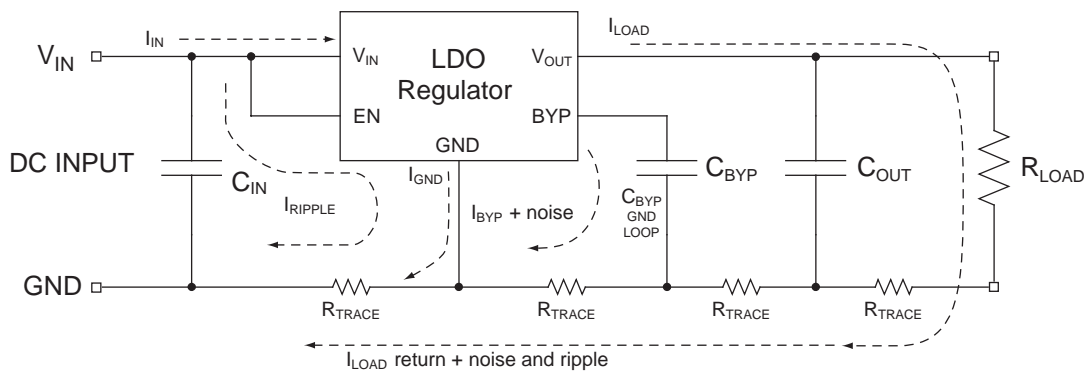 I_IN
I_LOAD
V_IN
V_IN
LDO
Regulator
V_OUT
EN
BYP
GND
DC INPUT
C_IN
I_GND
C_BYP
C_OUT
R_LOAD
I_RIPPLE
I_BYP + noise
C_BYP
GND
LOOP
GND
R_TRACE
R_TRACE
R_TRACE
R_TRACE
I_LOAD return + noise and ripple